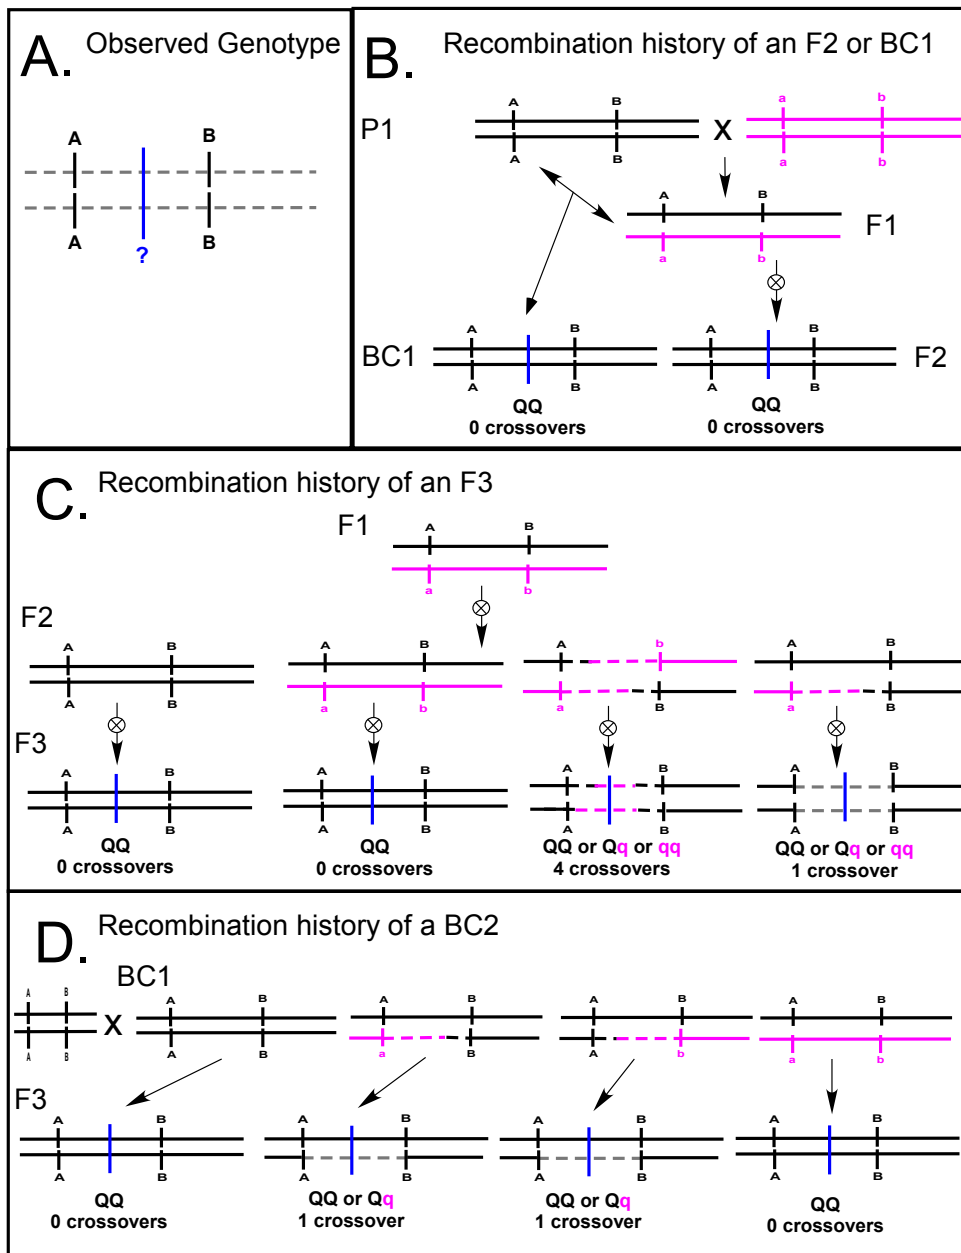 A. Observed Genotype
A B
A B
?
B. Recombination history of an F2 or BC1
P1
A B
A B
X
a b
a b
F1
A B
a b
BC1
A B
A B
QQ
0 crossovers
F2
A B
A B
QQ
0 crossovers
C. Recombination history of an F3
F1
A B
a b
F2
A B
A B
A B
a b
A b
a B
A B
a B
F3
A B
A B
QQ
0 crossovers
A B
A B
QQ
0 crossovers
A B
A B
QQ or Qq or qq
4 crossovers
A B
A B
QQ or Qq or qq
1 crossover
D. Recombination history of a BC2
BC1
A B
A B
X
A B
A B
A B
a B
A B
A b
A B
a b
F3
A B
A B
QQ
0 crossovers
A B
A B
QQ or Qq
1 crossover
A B
A B
QQ or Qq
1 crossover
A B
A B
QQ
0 crossovers